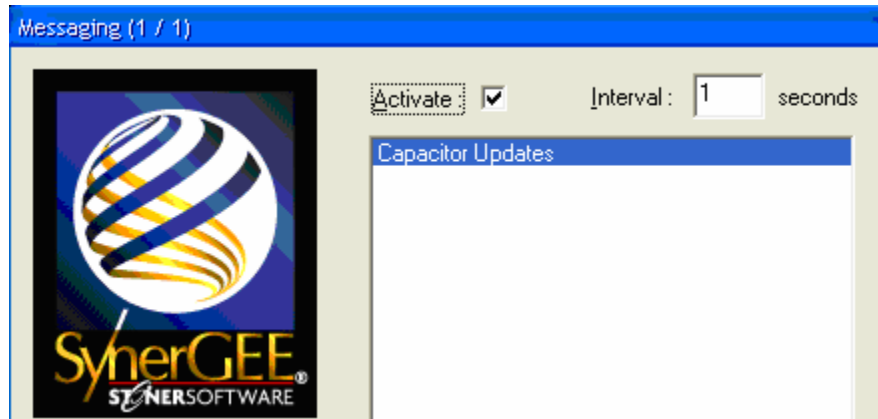 Messaging (1 / 1)
Activate : Interval : 1 seconds
Capacitor Updates
SynerGEE®
STONERSOFTWARE